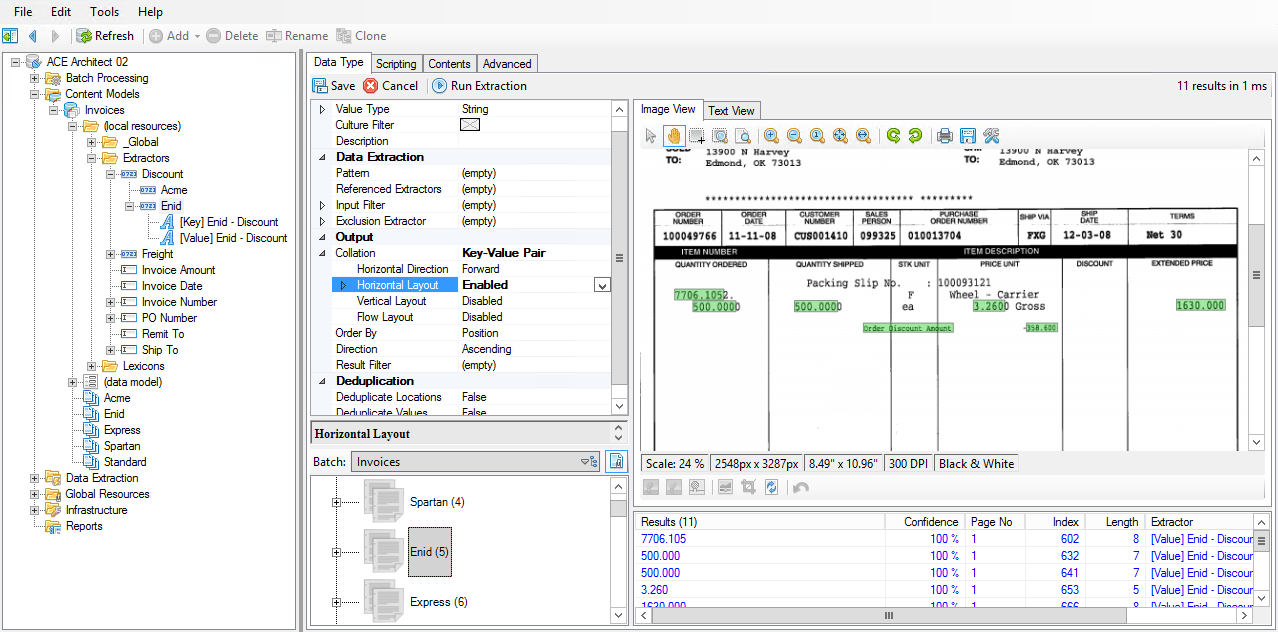 File Edit Tools Help
Refresh Add Delete Rename Clone
ACE Architect 02
Batch Processing
Content Models
Invoices
(local resources)
_Global
Extractors
Discount
Acme
Enid
[Key] Enid - Discount
[Value] Enid - Discount
Freight
Invoice Amount
Invoice Date
Invoice Number
PO Number
Remit To
Ship To
Lexicons
(data model)
Acme
Enid
Express
Spartan
Standard
Data Extraction
Global Resources
Infrastructure
Reports
Data Type Scripting Contents Advanced
Save Cancel Run Extraction 11 results in 1 ms
Value Type String
Culture Filter
Description
Data Extraction
Pattern (empty)
Referenced Extractors (empty)
Input Filter (empty)
Exclusion Extractor (empty)
Output
Collation Key-Value Pair
Horizontal Direction Forward
Horizontal Layout Enabled
Vertical Layout Disabled
Flow Layout Disabled
Order By Position
Direction Ascending
Result Filter (empty)
Deduplication
Deduplicate Locations False
Deduplicate Values False
Horizontal Layout
Batch: Invoices
Spartan (4)
Enid (5)
Express (6)
Image View Text View
13900 N Harvey 13900 N Harvey
TO: Edmond, OK 73013 TO: Edmond, OK 73013
**********************************  *********
ORDER NUMBER ORDER DATE CUSTOMER NUMBER SALES PERSON PURCHASE ORDER NUMBER SHIP VIA SHIP DATE TERMS
100049766 11-11-08 CUS001410 099325 010013704 FXG 12-03-08 Net 30
ITEM NUMBER ITEM DESCRIPTION
QUANTITY ORDERED QUANTITY SHIPPED STK UNIT PRICE UNIT DISCOUNT EXTENDED PRICE
Packing Slip No. : 100093121
7706.1052. F Wheel - Carrier
500.0000 500.0000 ea 3.2600 Gross 1630.000
Order Discount Amount -358.600
Scale: 24 % 2548px x 3287px 8.49" x 10.96" 300 DPI Black & White
Results (11) Confidence Page No Index Length Extractor
7706.105 100 % 1 602 8 [Value] Enid - Discour
500.000 100 % 1 632 7 [Value] Enid - Discour
500.000 100 % 1 641 7 [Value] Enid - Discour
3.260 100 % 1 653 5 [Value] Enid - Discour
1630.000 100 % 1 666 8 [Value] Enid - Discour